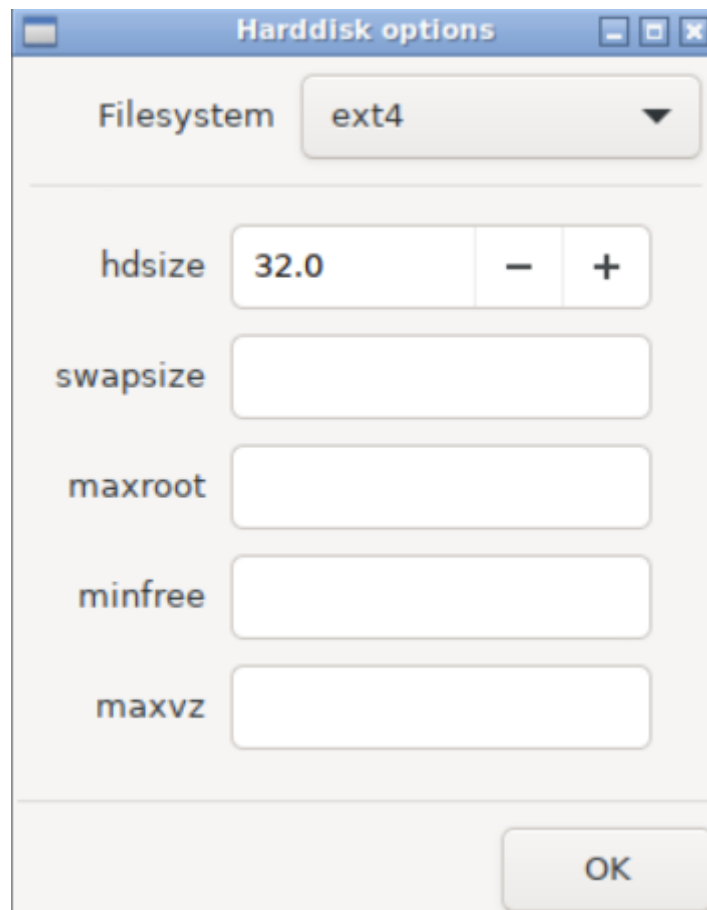 Harddisk options
Filesystem ext4
hdsize 32.0 − +
swapsize
maxroot
minfree
maxvz
OK